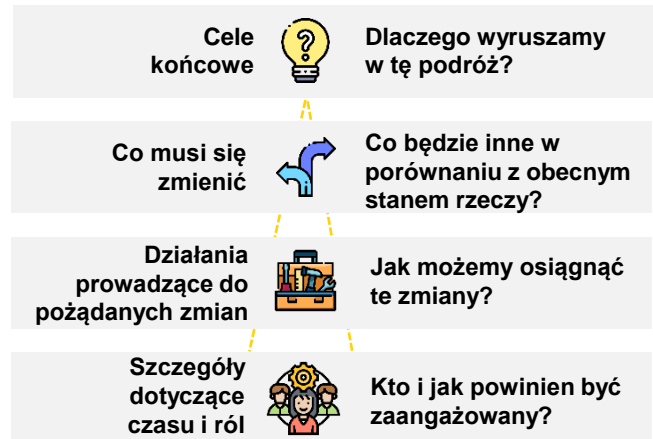 Cele
końcowe
Dlaczego wyruszamy
w tę podróż?
Co musi się
zmienić
Co będzie inne w
porównaniu z obecnym
stanem rzeczy?
Działania
prowadzące do
pożądanych zmian
Jak możemy osiągnąć
te zmiany?
Szczegóły
dotyczące
czasu i ról
Kto i jak powinien być
zaangażowany?